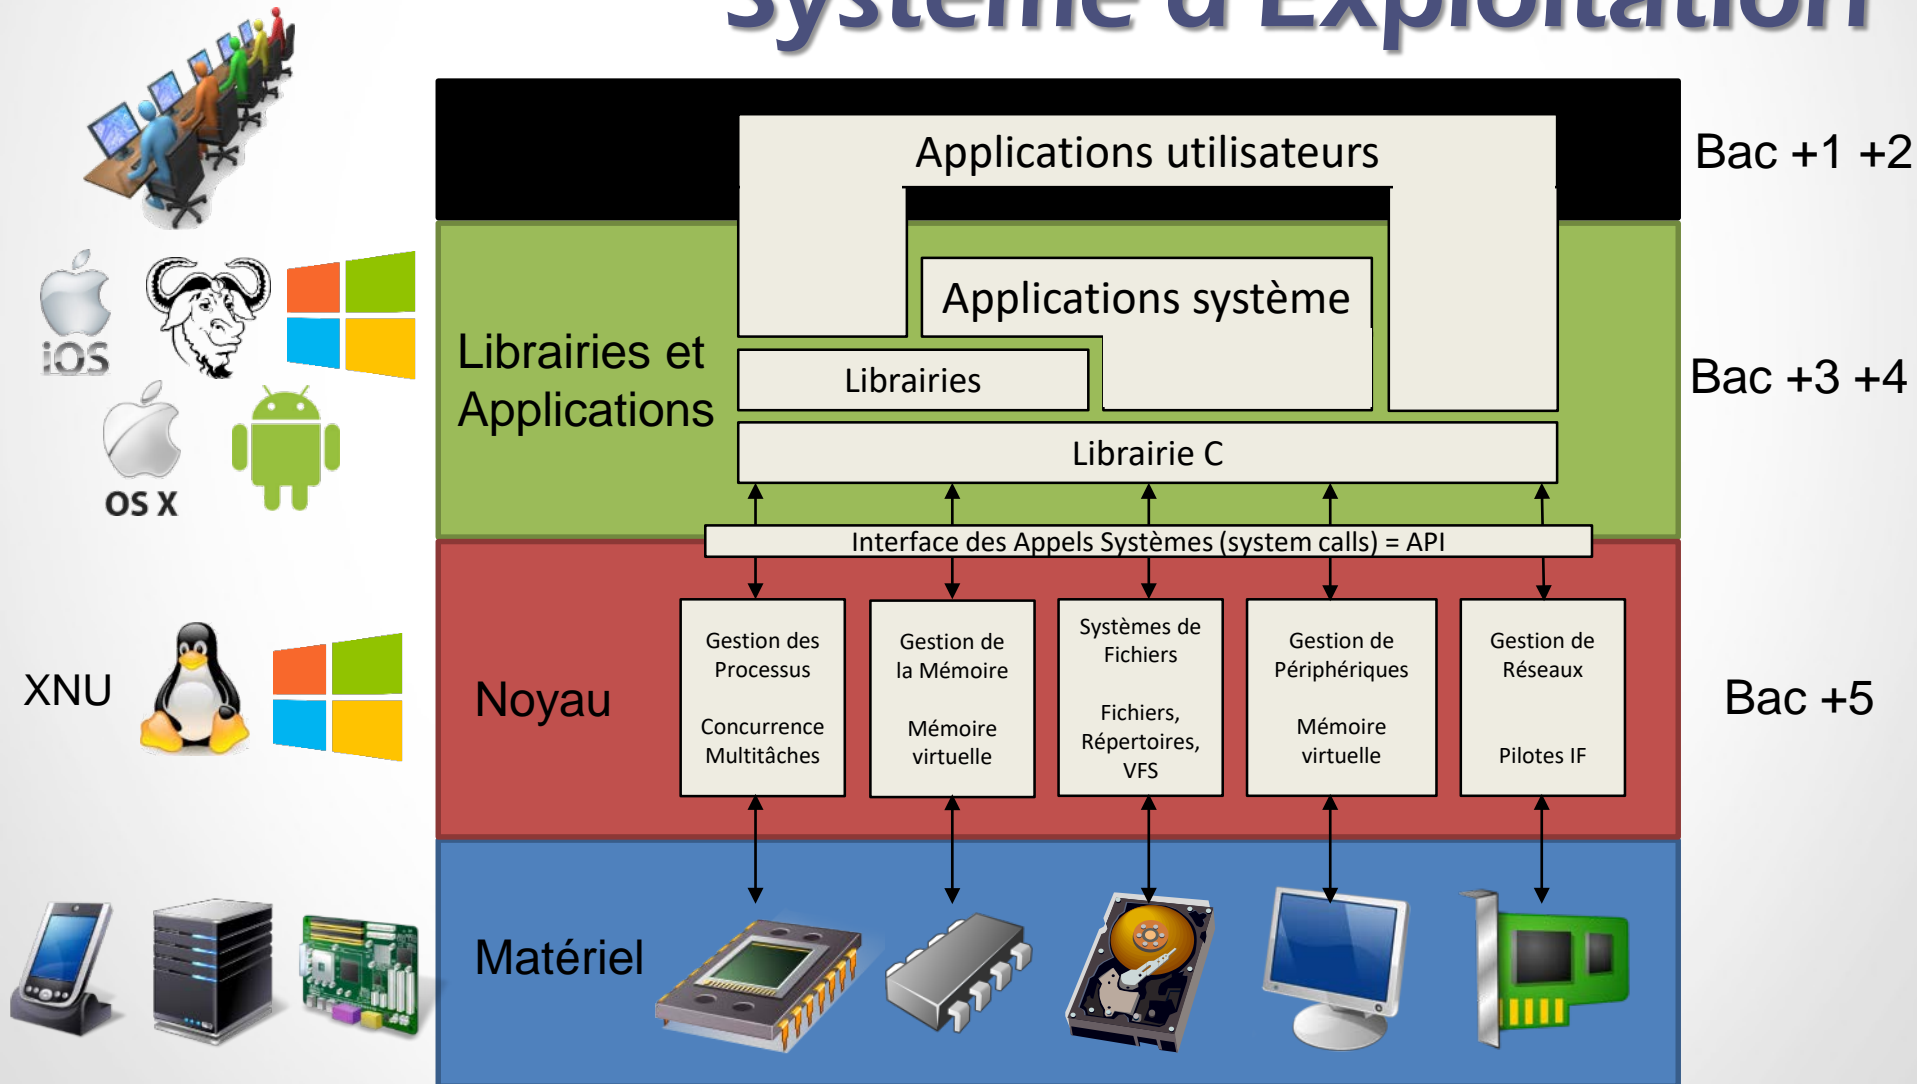 Système d'Exploitation
Applications utilisateurs
Bac +1 +2
iOS
Applications système
Librairies et
Applications
Librairies
Bac +3 +4
Librairie C
OS X
Interface des Appels Systèmes (system calls) = API
XNU
Noyau
Gestion des
Processus
Concurrence
Multitâches
Gestion de
la Mémoire
Mémoire
virtuelle
Systèmes de
Fichiers
Fichiers,
Répertoires,
VFS
Gestion de
Périphériques
Mémoire
virtuelle
Gestion de
Réseaux
Pilotes IF
Bac +5
Matériel